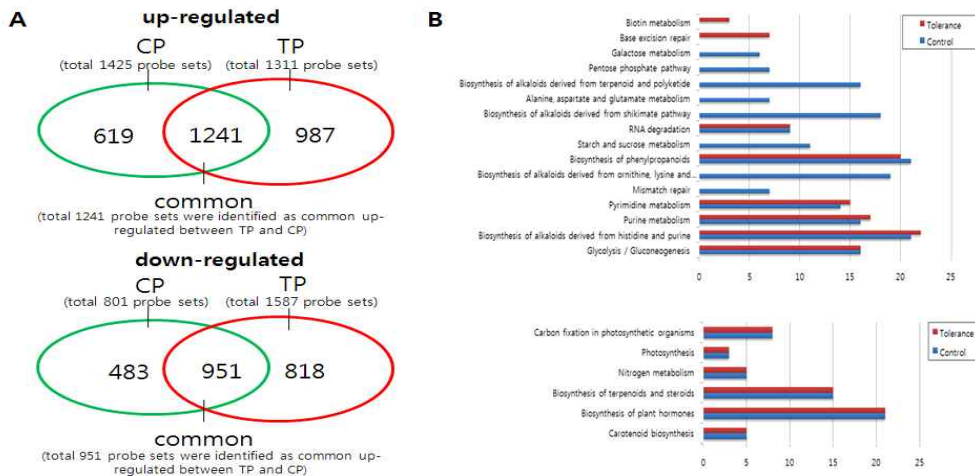 A
up-regulated
CP
(total 1425 probe sets)
TP
(total 1311 probe sets)
619
1241
987
common
(total 1241 probe sets were identified as common up-
regulated between TP and CP)
down-regulated
CP
(total 801 probe sets)
TP
(total 1587 probe sets)
483
951
818
common
(total 951 probe sets were identified as common up-
regulated between TP and CP)
B
Tolerance
Control
Biotin metabolism
Base excision repair
Galactose metabolism
Pentose phosphate pathway
Biosynthesis of alkaloids derived from terpenoid and polyketide
Alanine, aspartate and glutamate metabolism
Biosynthesis of alkaloids derived from shikimate pathway
RNA degradation
Starch and sucrose metabolism
Biosynthesis of phenylpropanoids
Biosynthesis of alkaloids derived from ornithine, lysine and...
Mismatch repair
Pyrimidine metabolism
Purine metabolism
Biosynthesis of alkaloids derived from histidine and purine
Glycolysis / Gluconeogenesis
0 5 10 15 20 25
Tolerance
Control
Carbon fixation in photosynthetic organisms
Photosynthesis
Nitrogen metabolism
Biosynthesis of terpenoids and steroids
Biosynthesis of plant hormones
Carotenoid biosynthesis
0 5 10 15 20 25